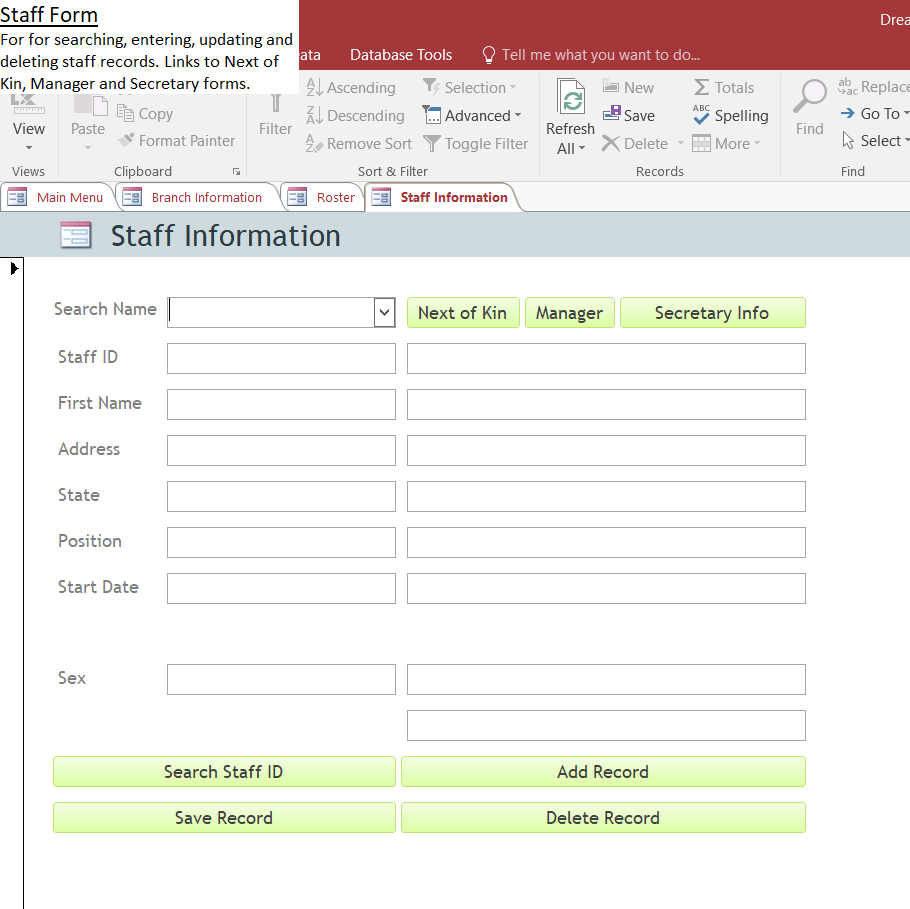 Staff Form
For for searching, entering, updating and
deleting staff records. Links to Next of
Kin, Manager and Secretary forms.
Database Tools Tell me what you want to do...
View
Views
Paste
Copy
Format Painter
Clipboard
Filter
Ascending
Descending
Remove Sort
Selection
Advanced
Toggle Filter
Sort & Filter
Refresh
All
New
Save
Delete
Totals
Spelling
More
Records
Find
Replace
Go To
Select
Find
Main Menu Branch Information Roster Staff Information
Staff Information
Search Name Next of Kin Manager Secretary Info
Staff ID
First Name
Address
State
Position
Start Date
Sex
Search Staff ID Add Record
Save Record Delete Record